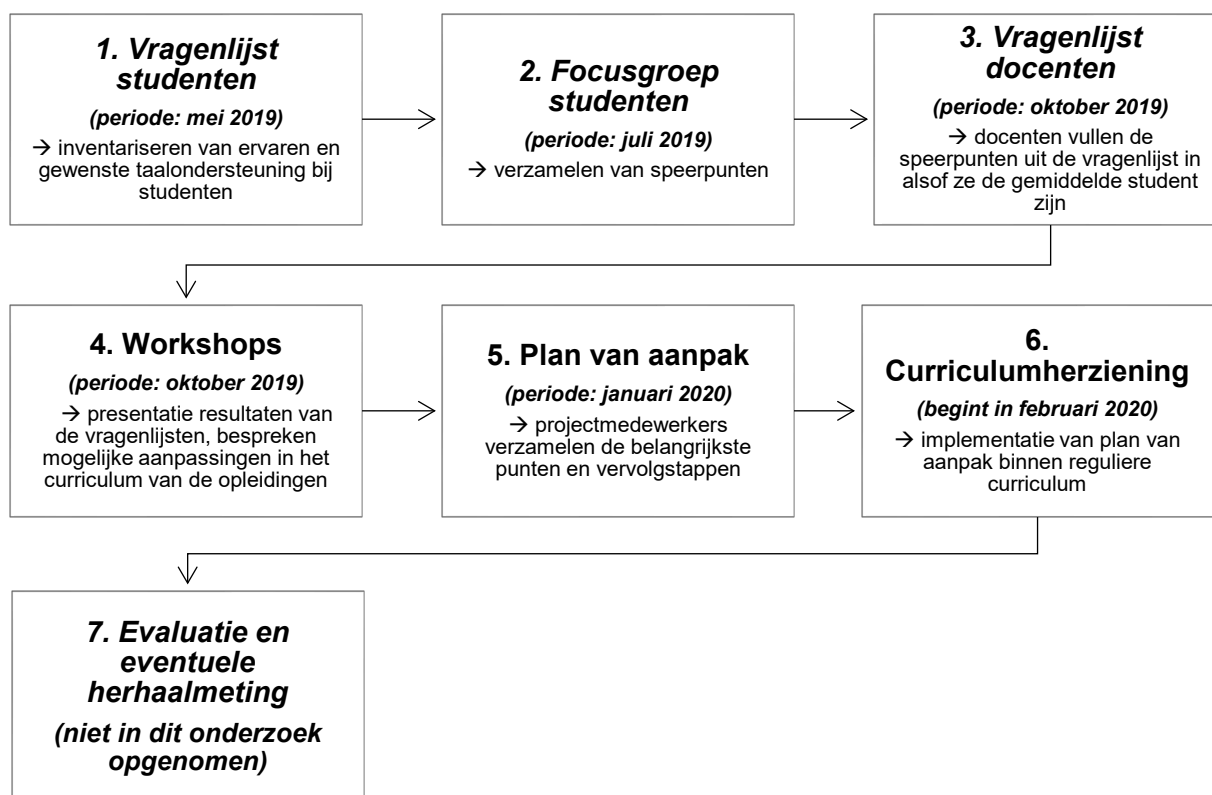 1. Vragenlijst
studenten
(periode: mei 2019)
→ inventariseren van ervaren en
gewenste taalondersteuning bij
studenten
2. Focusgroep
studenten
(periode: juli 2019)
→ verzamelen van speerpunten
3. Vragenlijst
docenten
(periode: oktober 2019)
→ docenten vullen de
speerpunten uit de vragenlijst in
alsof ze de gemiddelde student
zijn
4. Workshops
(periode: oktober 2019)
→ presentatie resultaten van
de vragenlijsten, bespreken
mogelijke aanpassingen in het
curriculum van de opleidingen
5. Plan van aanpak
(periode: januari 2020)
→ projectmedewerkers
verzamelen de belangrijkste
punten en vervolgstappen
6.
Curriculumherziening
(begint in februari 2020)
→ implementatie van plan van
aanpak binnen reguliere
curriculum
7. Evaluatie en
eventuele
herhaalmeting
(niet in dit onderzoek
opgenomen)